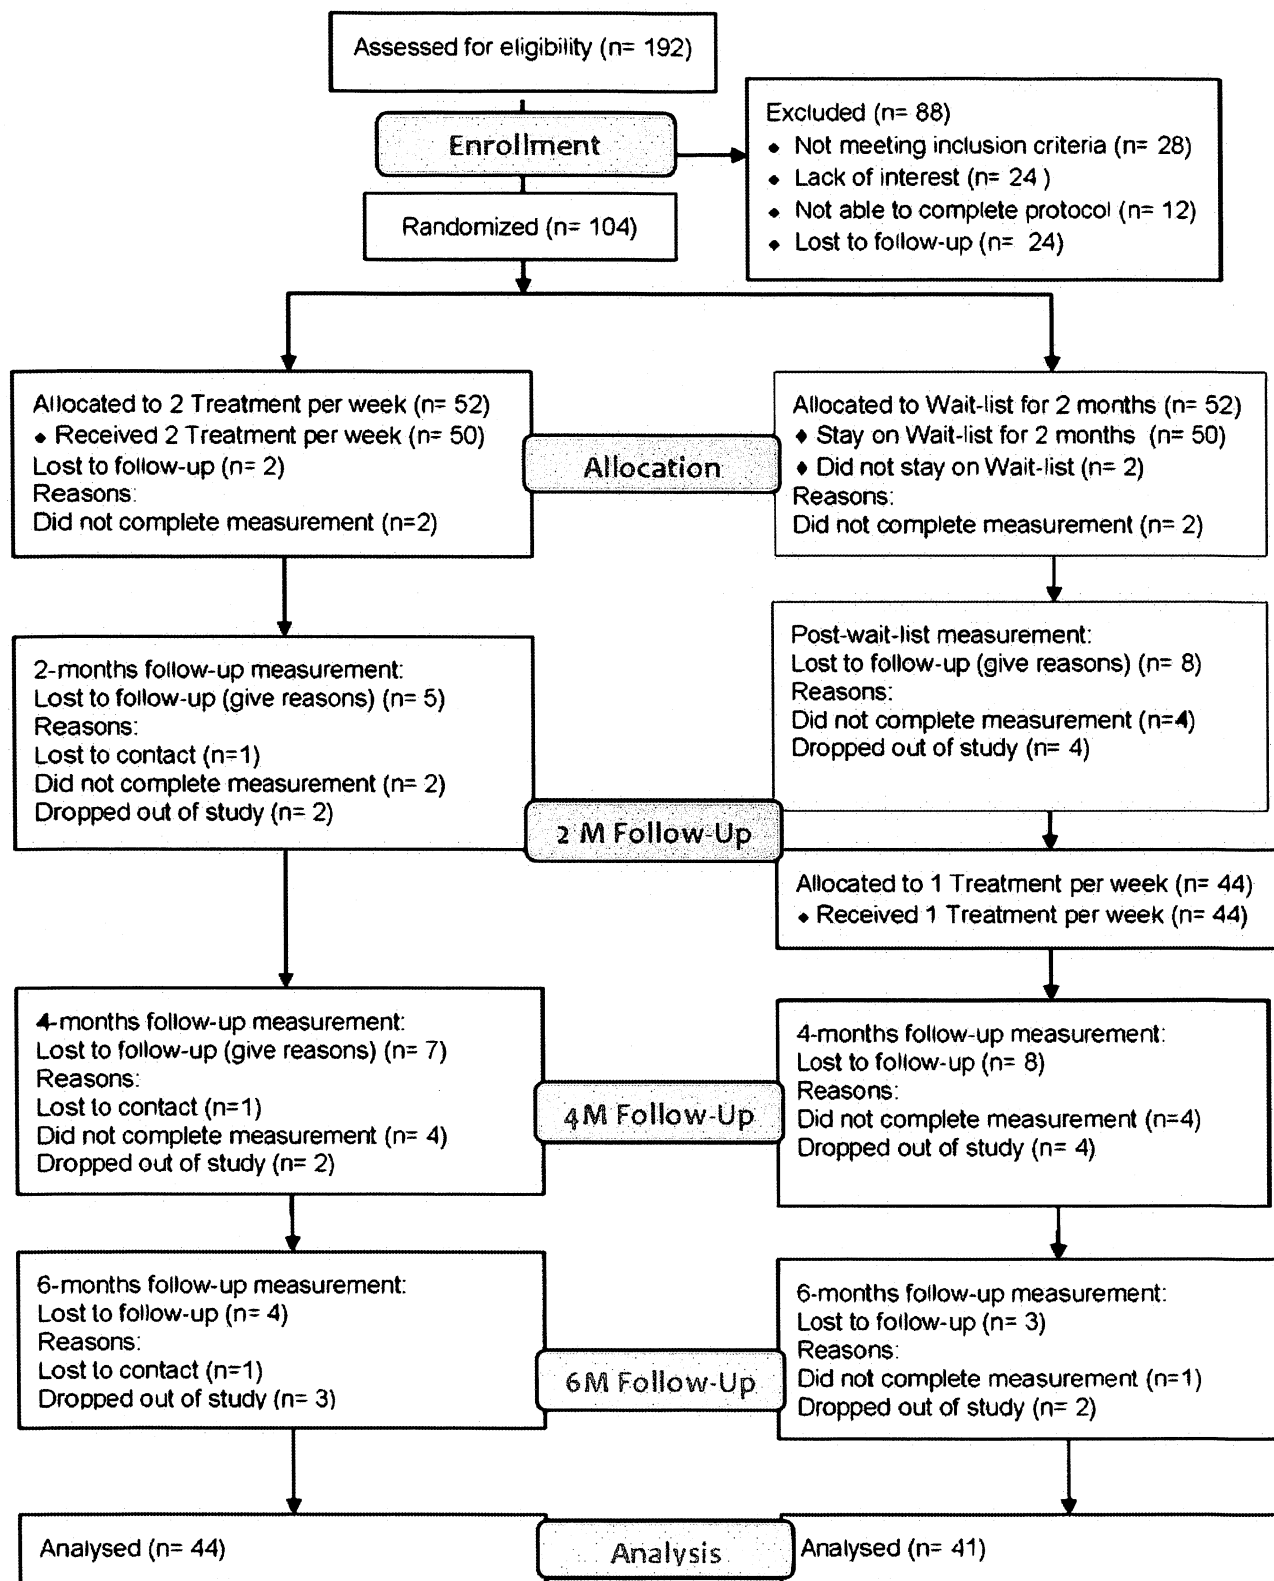 Assessed for eligibility (n= 192)
Enrollment
Excluded (n= 88)
⬥ Not meeting inclusion criteria (n= 28)
⬥ Lack of interest (n= 24 )
⬥ Not able to complete protocol (n= 12)
⬥ Lost to follow-up (n= 24)
Randomized (n= 104)
Allocated to 2 Treatment per week (n= 52)
⬥ Received 2 Treatment per week (n= 50)
Lost to follow-up (n= 2)
Reasons:
Did not complete measurement (n=2)
Allocation
Allocated to Wait-list for 2 months (n= 52)
⬥ Stay on Wait-list for 2 months (n= 50)
⬥ Did not stay on Wait-list (n= 2)
Reasons:
Did not complete measurement (n= 2)
2-months follow-up measurement:
Lost to follow-up (give reasons) (n= 5)
Reasons:
Lost to contact (n=1)
Did not complete measurement (n= 2)
Dropped out of study (n= 2)
2 M Follow-Up
Post-wait-list measurement:
Lost to follow-up (give reasons) (n= 8)
Reasons:
Did not complete measurement (n=4)
Dropped out of study (n= 4)
Allocated to 1 Treatment per week (n= 44)
⬥ Received 1 Treatment per week (n= 44)
4-months follow-up measurement:
Lost to follow-up (give reasons) (n= 7)
Reasons:
Lost to contact (n=1)
Did not complete measurement (n= 4)
Dropped out of study (n= 2)
4M Follow-Up
4-months follow-up measurement:
Lost to follow-up (n= 8)
Reasons:
Did not complete measurement (n=4)
Dropped out of study (n= 4)
6-months follow-up measurement:
Lost to follow-up (n= 4)
Reasons:
Lost to contact (n=1)
Dropped out of study (n= 3)
6M Follow-Up
6-months follow-up measurement:
Lost to follow-up (n= 3)
Reasons:
Did not complete measurement (n=1)
Dropped out of study (n= 2)
Analysed (n= 44)
Analysis
Analysed (n= 41)